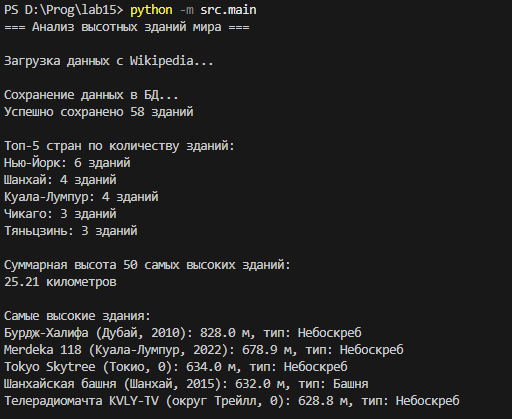 PS D:\Prog\lab15> python -m src.main
=== Анализ высотных зданий мира ===
Загрузка данных с Wikipedia...
Сохранение данных в БД...
Успешно сохранено 58 зданий
Топ-5 стран по количеству зданий:
Нью-Йорк: 6 зданий
Шанхай: 4 зданий
Куала-Лумпур: 4 зданий
Чикаго: 3 зданий
Тяньцзинь: 3 зданий
Суммарная высота 50 самых высоких зданий:
25.21 километров
Самые высокие здания:
Бурдж-Халифа (Дубай, 2010): 828.0 м, тип: Небоскреб
Merdeka 118 (Куала-Лумпур, 2022): 678.9 м, тип: Небоскреб
Tokyo Skytree (Токио, 0): 634.0 м, тип: Небоскреб
Шанхайская башня (Шанхай, 2015): 632.0 м, тип: Башня
Телерадиомачта KVLY-TV (округ Трейлл, 0): 628.8 м, тип: Небоскреб